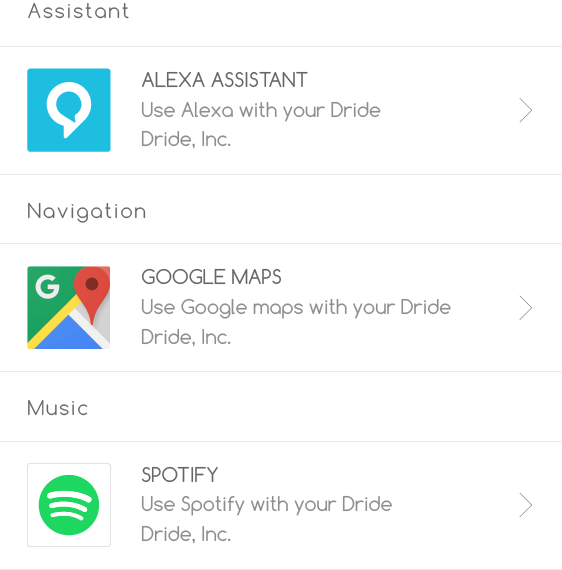 Assistant
ALEXA ASSISTANT
Use Alexa with your Dride
Dride, Inc.
Navigation
G
GOOGLE MAPS
Use Google maps with your Dride
Dride, Inc.
Music
SPOTIFY
Use Spotify with your Dride
Dride, Inc.